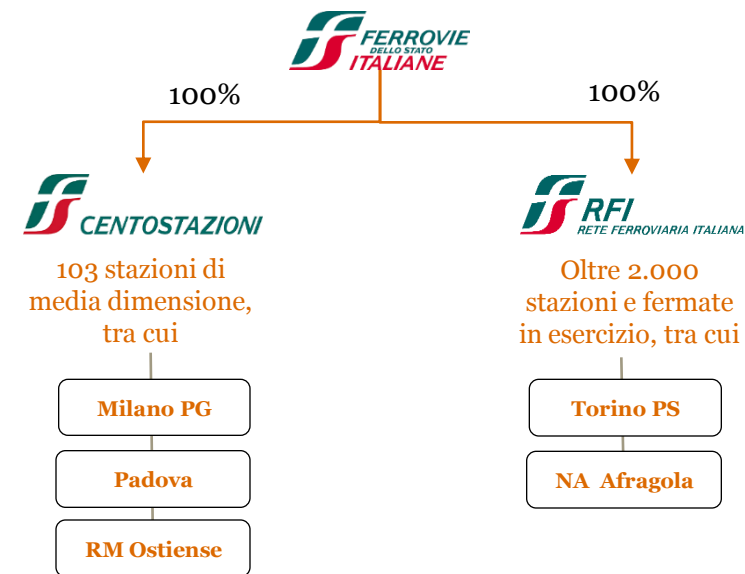 FERROVIE
DELLO STATO
ITALIANE
100%
100%
CENTOSTAZIONI
103 stazioni di
media dimensione,
tra cui
Milano PG
Padova
RM Ostiense
RFI
RETE FERROVIARIA ITALIANA
Oltre 2.000
stazioni e fermate
in esercizio, tra cui
Torino PS
NA Afragola